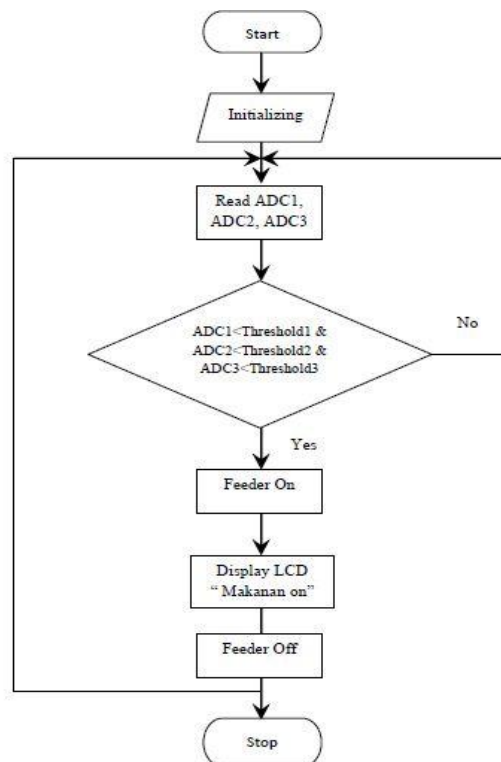 Start
Initializing
Read ADC1,
ADC2, ADC3
ADC1<Threshold1 &
ADC2<Threshold2 &
ADC3<Threshold3
No
Yes
Feeder On
Display LCD
“ Makanan on”
Feeder Off
Stop